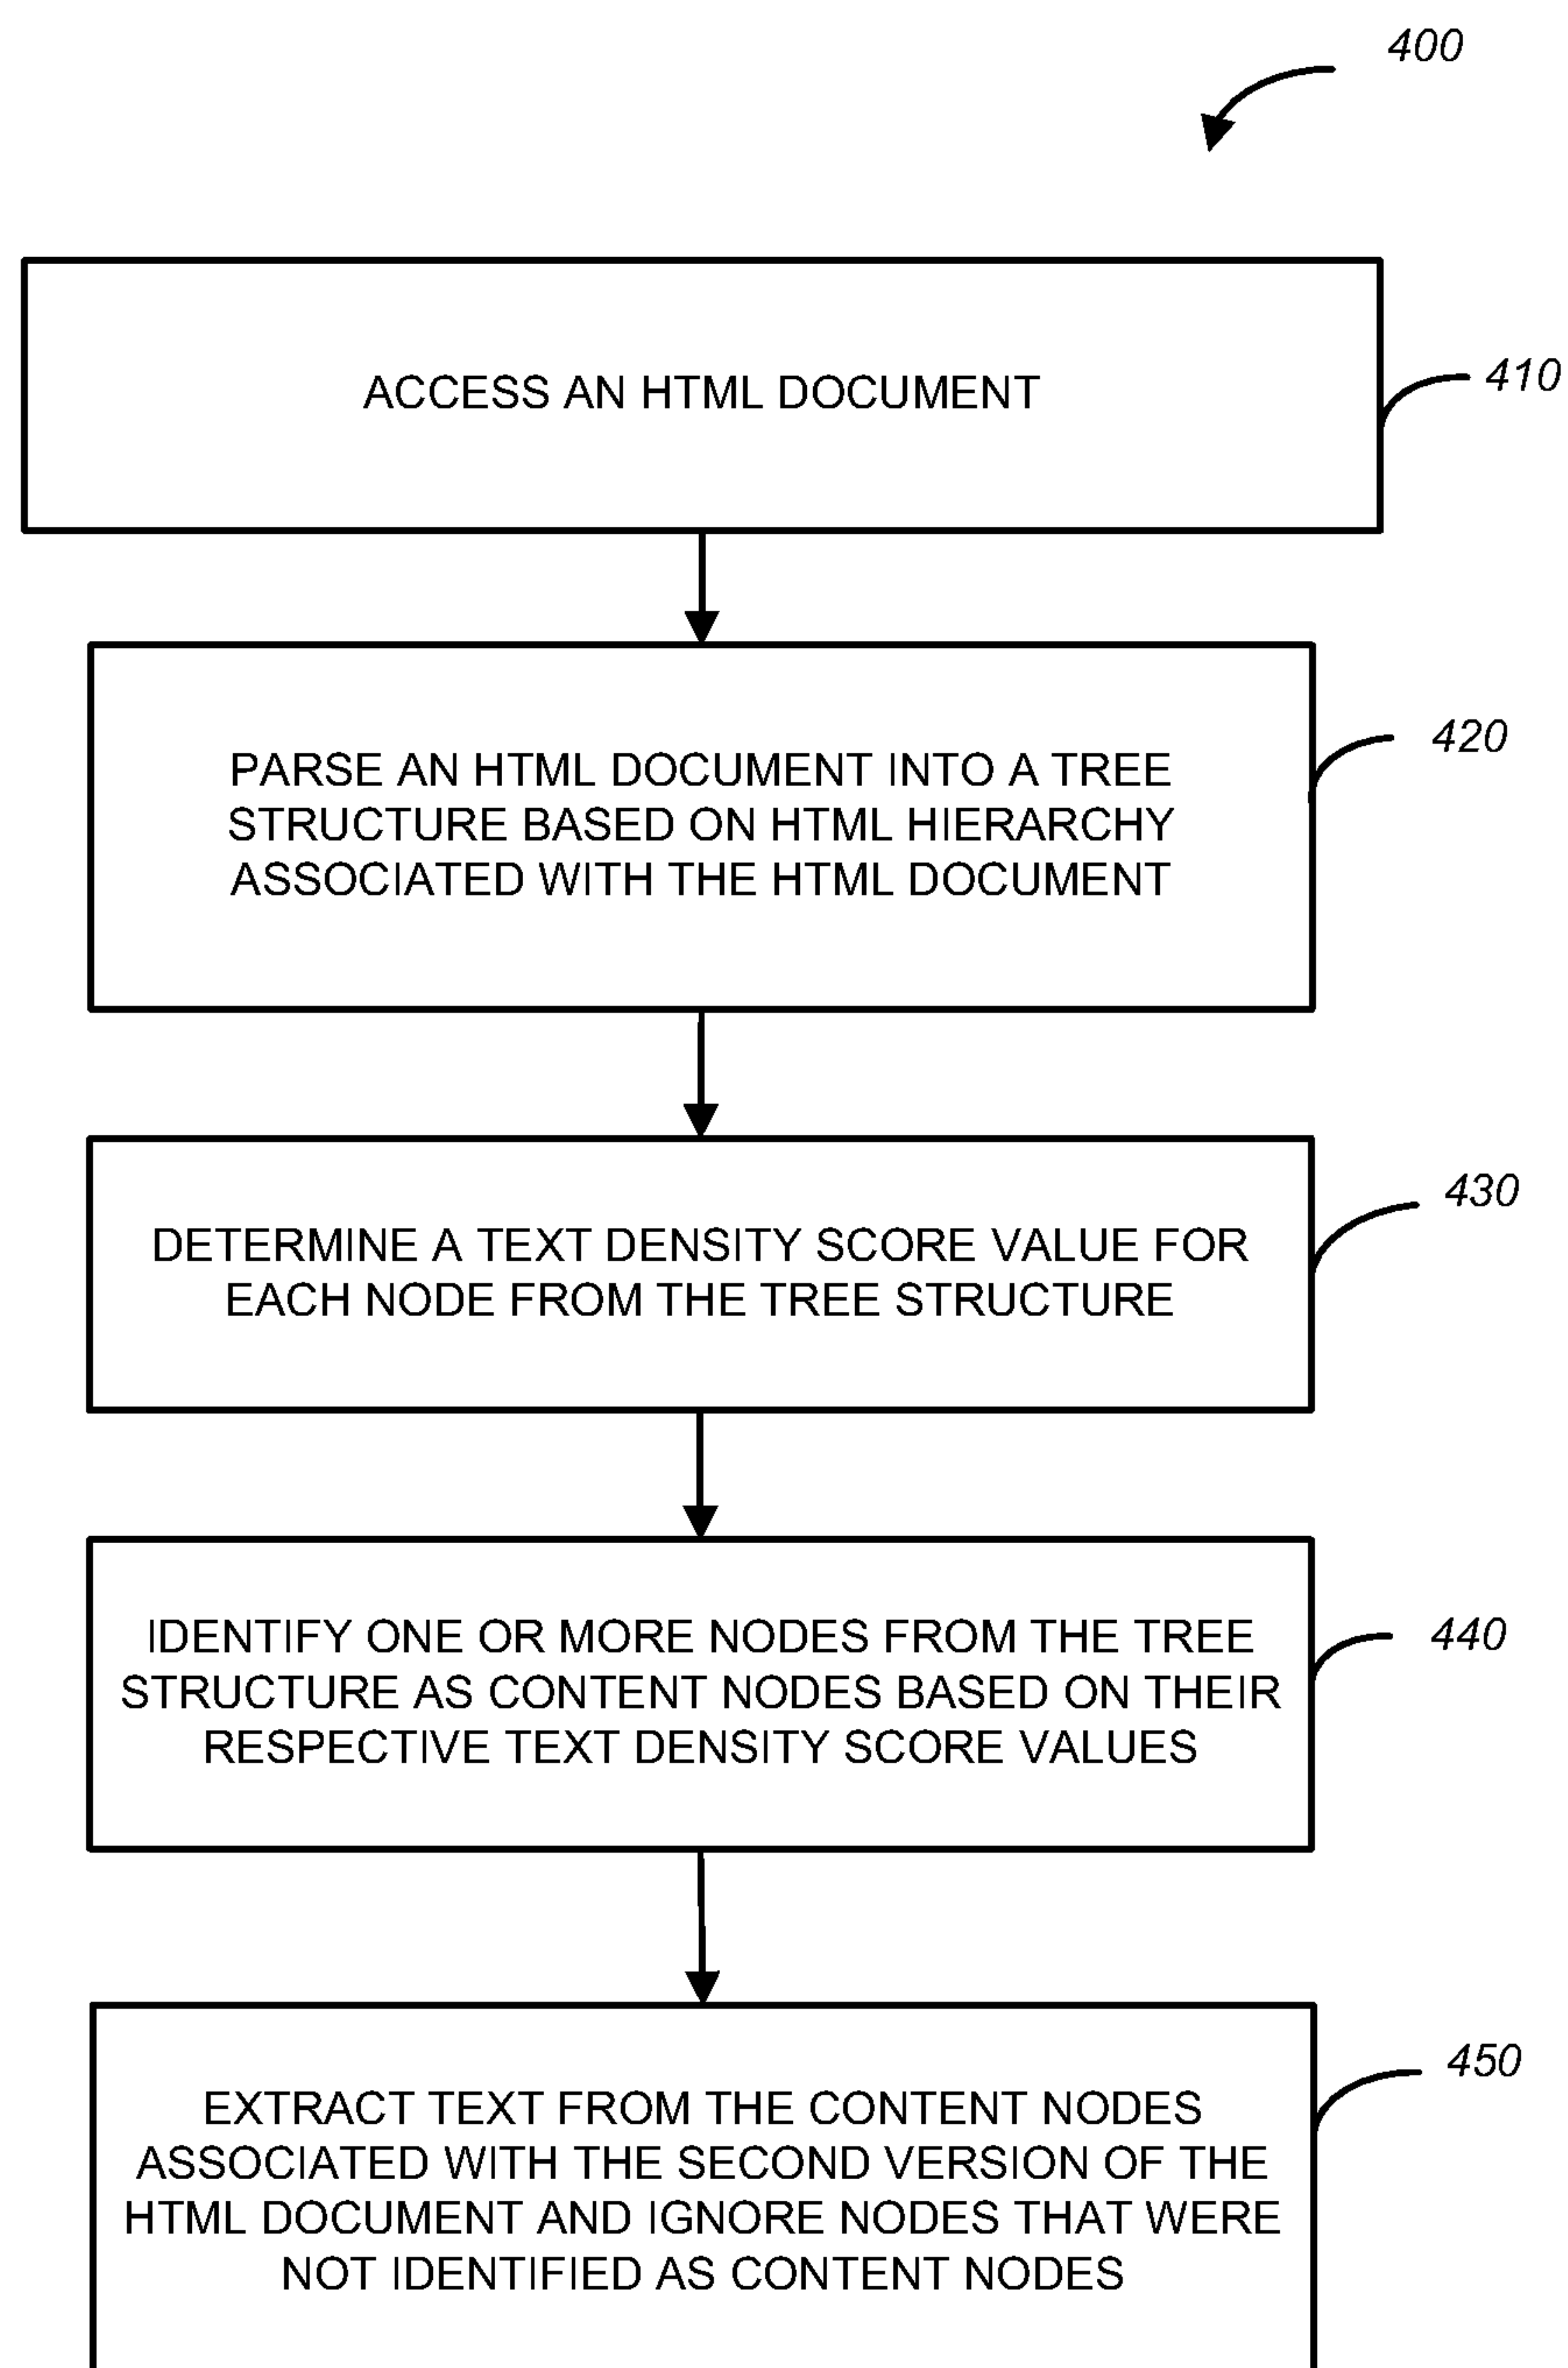 400
ACCESS AN HTML DOCUMENT
410
PARSE AN HTML DOCUMENT INTO A TREE
STRUCTURE BASED ON HTML HIERARCHY
ASSOCIATED WITH THE HTML DOCUMENT
420
DETERMINE A TEXT DENSITY SCORE VALUE FOR
EACH NODE FROM THE TREE STRUCTURE
430
IDENTIFY ONE OR MORE NODES FROM THE TREE
STRUCTURE AS CONTENT NODES BASED ON THEIR
RESPECTIVE TEXT DENSITY SCORE VALUES
440
EXTRACT TEXT FROM THE CONTENT NODES
ASSOCIATED WITH THE SECOND VERSION OF THE
HTML DOCUMENT AND IGNORE NODES THAT WERE
NOT IDENTIFIED AS CONTENT NODES
450